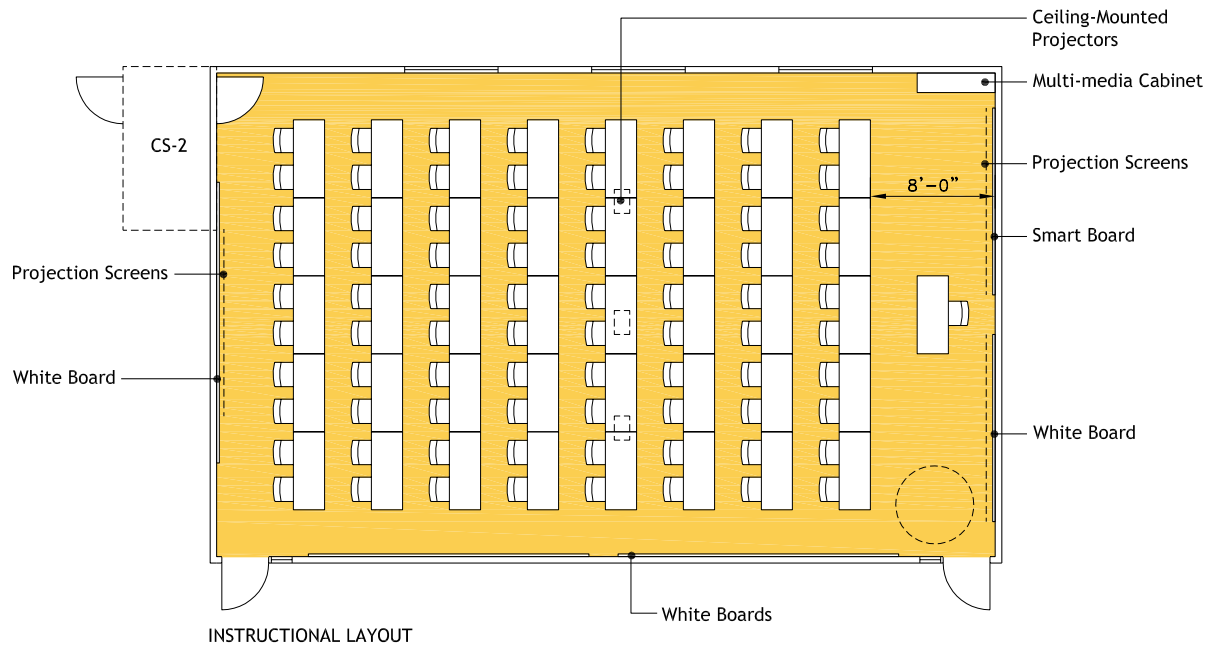 Ceiling-Mounted
Projectors
Multi-media Cabinet
CS-2
Projection Screens
8'-0"
Smart Board
Projection Screens
White Board
White Board
White Boards
INSTRUCTIONAL LAYOUT